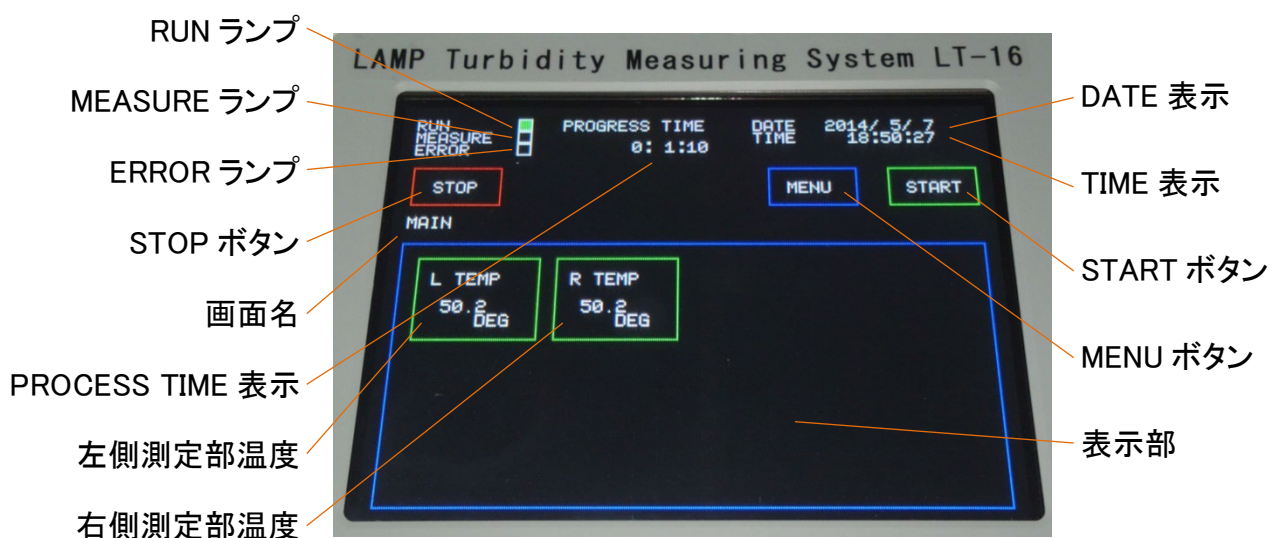 RUN ランプ
MEASURE ランプ
ERROR ランプ
STOP ボタン
画面名
PROCESS TIME 表示
左側測定部温度
右側測定部温度
LAMP Turbidity Measuring System LT-16
RUN
MEASURE
ERROR
PROGRESS TIME
0: 1:10
DATE 2014/ 5/ 7
TIME 18:50:27
STOP
MENU
START
MAIN
L TEMP
50.2
DEG
R TEMP
50.2
DEG
DATE 表示
TIME 表示
START ボタン
MENU ボタン
表示部